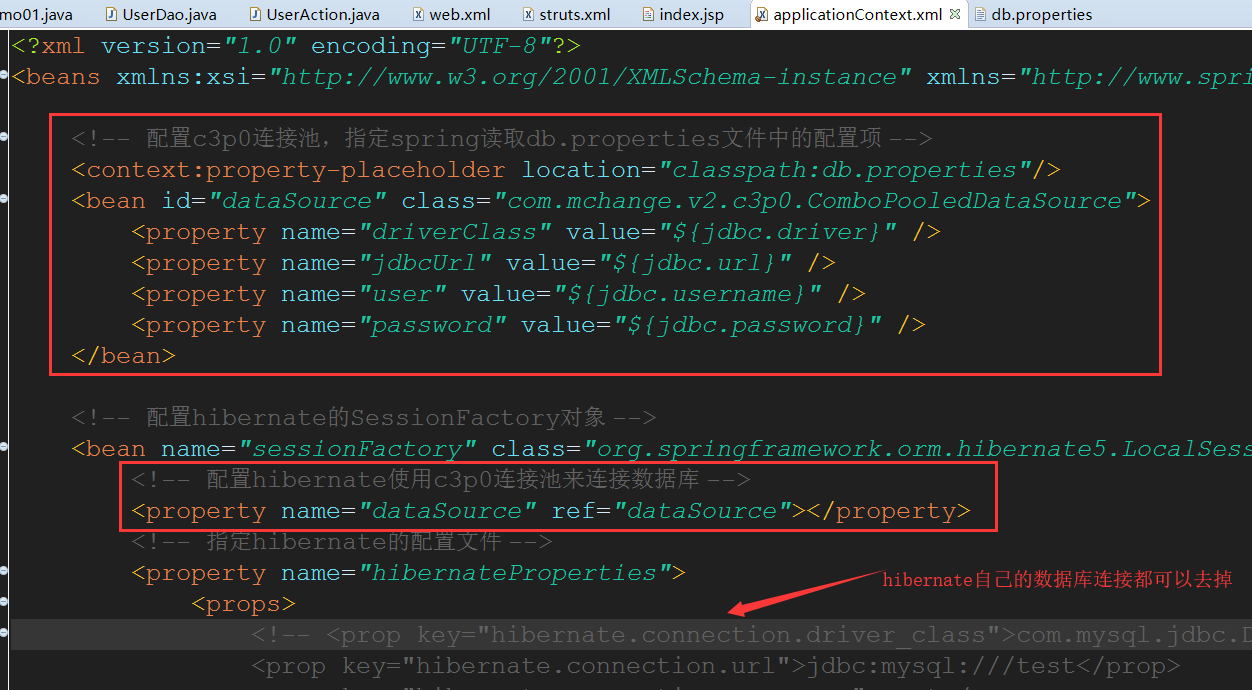 mo01.java UserDao.java UserAction.java web.xml struts.xml index.jsp applicationContext.xml db.properties
<?xml version="1.0" encoding="UTF-8"?>
<beans xmlns:xsi="http://www.w3.org/2001/XMLSchema-instance" xmlns="http://www.spri
<!-- 配置c3p0连接池，指定spring读取db.properties文件中的配置项 -->
<context:property-placeholder location="classpath:db.properties"/>
<bean id="dataSource" class="com.mchange.v2.c3p0.ComboPooledDataSource">
<property name="driverClass" value="${jdbc.driver}" />
<property name="jdbcUrl" value="${jdbc.url}" />
<property name="user" value="${jdbc.username}" />
<property name="password" value="${jdbc.password}" />
</bean>
<!-- 配置hibernate的SessionFactory对象 -->
<bean name="sessionFactory" class="org.springframework.orm.hibernate5.LocalSess
<!-- 配置hibernate使用c3p0连接池来连接数据库 -->
<property name="dataSource" ref="dataSource"></property>
<!-- 指定hibernate的配置文件 -->
<property name="hibernateProperties">
hibernate自己的数据库连接都可以去掉
<props>
<!-- <prop key="hibernate.connection.driver_class">com.mysql.jdbc.D
<prop key="hibernate.connection.url">jdbc:mysql:///test</prop>